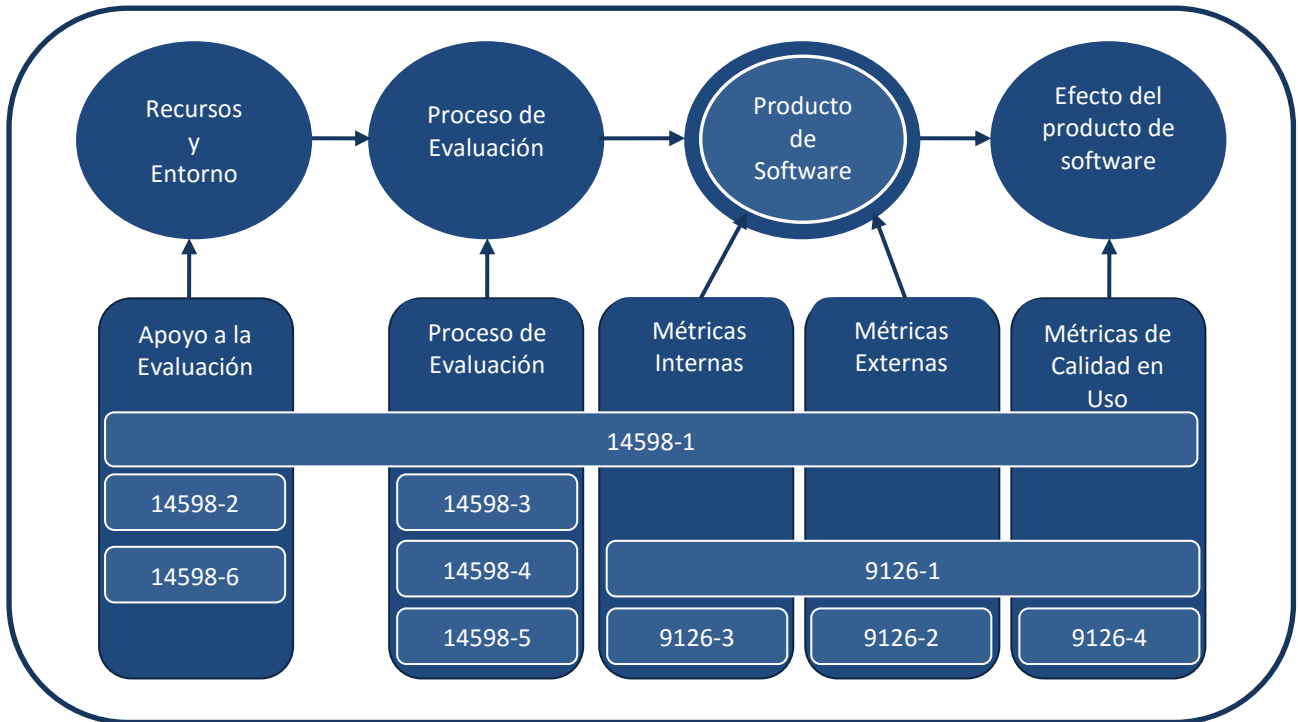 Recursos
y
Entorno
Proceso de
Evaluación
Producto
de
Software
Efecto del
producto de
software
Apoyo a la
Evaluación
Proceso de
Evaluación
Métricas
Internas
Métricas
Externas
Métricas de
Calidad en
Uso
14598-1
14598-2
14598-3
14598-6
14598-4
9126-1
14598-5
9126-3
9126-2
9126-4